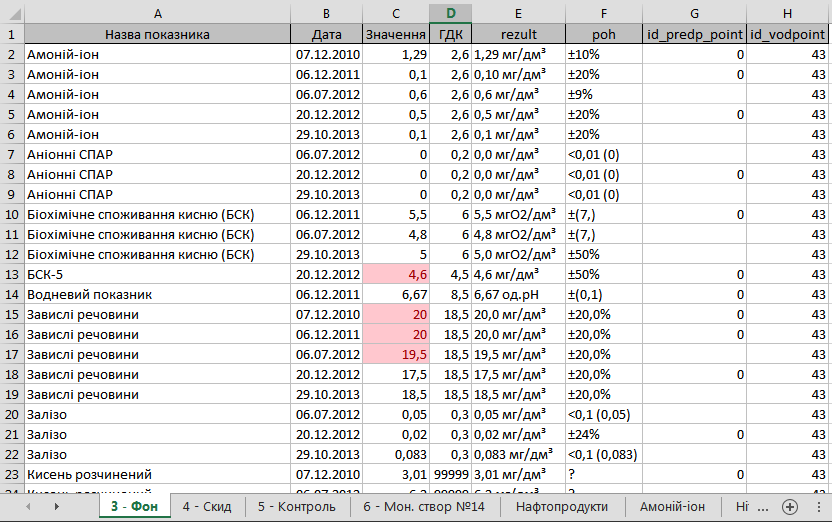 A B C D E F G H
1 Назва показника Дата Значення ГДК rezult poh id_predp_point id_vodpoint
2 Амоній-іон 07.12.2010 1,29 2,6 1,29 мг/дм³ ±10% 0 43
3 Амоній-іон 06.12.2011 0,1 2,6 0,10 мг/дм³ ±20% 0 43
4 Амоній-іон 06.07.2012 0,6 2,6 0,6 мг/дм³ ±9% 43
5 Амоній-іон 20.12.2012 0,5 2,6 0,5 мг/дм³ ±20% 0 43
6 Амоній-іон 29.10.2013 0,1 2,6 0,1 мг/дм³ ±20% 43
7 Аніонні СПАР 06.07.2012 0 0,2 0,0 мг/дм³ <0,01 (0) 43
8 Аніонні СПАР 20.12.2012 0 0,2 0,0 мг/дм³ <0,01 (0) 0 43
9 Аніонні СПАР 29.10.2013 0 0,2 0,0 мг/дм³ <0,01 (0) 43
10 Біохімічне споживання кисню (БСК) 06.12.2011 5,5 6 5,5 мгО2/дм³ ±(7,) 0 43
11 Біохімічне споживання кисню (БСК) 06.07.2012 4,8 6 4,8 мгО2/дм³ ±(7,) 43
12 Біохімічне споживання кисню (БСК) 29.10.2013 5 6 5,0 мгО2/дм³ ±50% 43
13 БСК-5 20.12.2012 4,6 4,5 4,6 мг/дм³ ±50% 0 43
14 Водневий показник 06.12.2011 6,67 8,5 6,67 од.рН ±(0,1) 0 43
15 Завислі речовини 07.12.2010 20 18,5 20,0 мг/дм³ ±20,0% 0 43
16 Завислі речовини 06.12.2011 20 18,5 20,0 мг/дм³ ±20,0% 0 43
17 Завислі речовини 06.07.2012 19,5 18,5 19,5 мг/дм³ ±20,0% 43
18 Завислі речовини 20.12.2012 17,5 18,5 17,5 мг/дм³ ±20,0% 0 43
19 Завислі речовини 29.10.2013 18,5 18,5 18,5 мг/дм³ ±20,0% 43
20 Залізо 06.07.2012 0,05 0,3 0,05 мг/дм³ <0,1 (0,05) 43
21 Залізо 20.12.2012 0,02 0,3 0,02 мг/дм³ ±24% 0 43
22 Залізо 29.10.2013 0,083 0,3 0,083 мг/дм³ <0,1 (0,083) 43
23 Кисень розчинений 07.12.2010 3,01 99999 3,01 мг/дм³ ? 0 43
3 - Фон 4 - Скид 5 - Контроль 6 - Мон. створ №14 Нафтопродукти Амоній-іон Ні ...